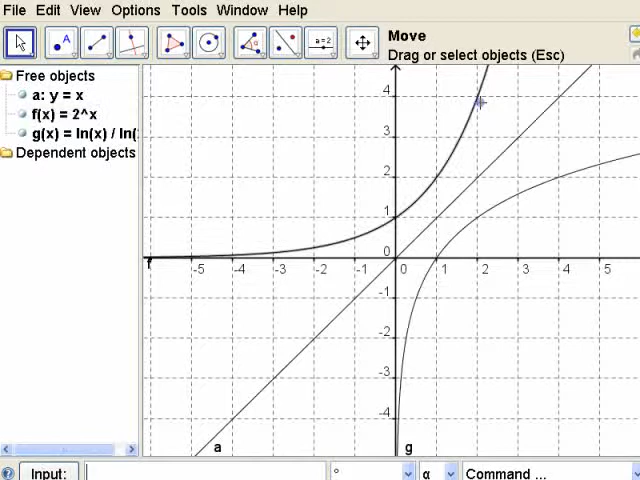 File Edit View Options Tools Window Help
A
α
a=2
Move
Drag or select objects (Esc)
Free objects
a: y = x
f(x) = 2^x
g(x) = ln(x) / ln(
Dependent objects
4
3
2
1
0
-1
-2
-3
-4
-5 -4 -3 -2 -1 0 1 2 3 4 5
f
a
g
Input:
° α Command ...